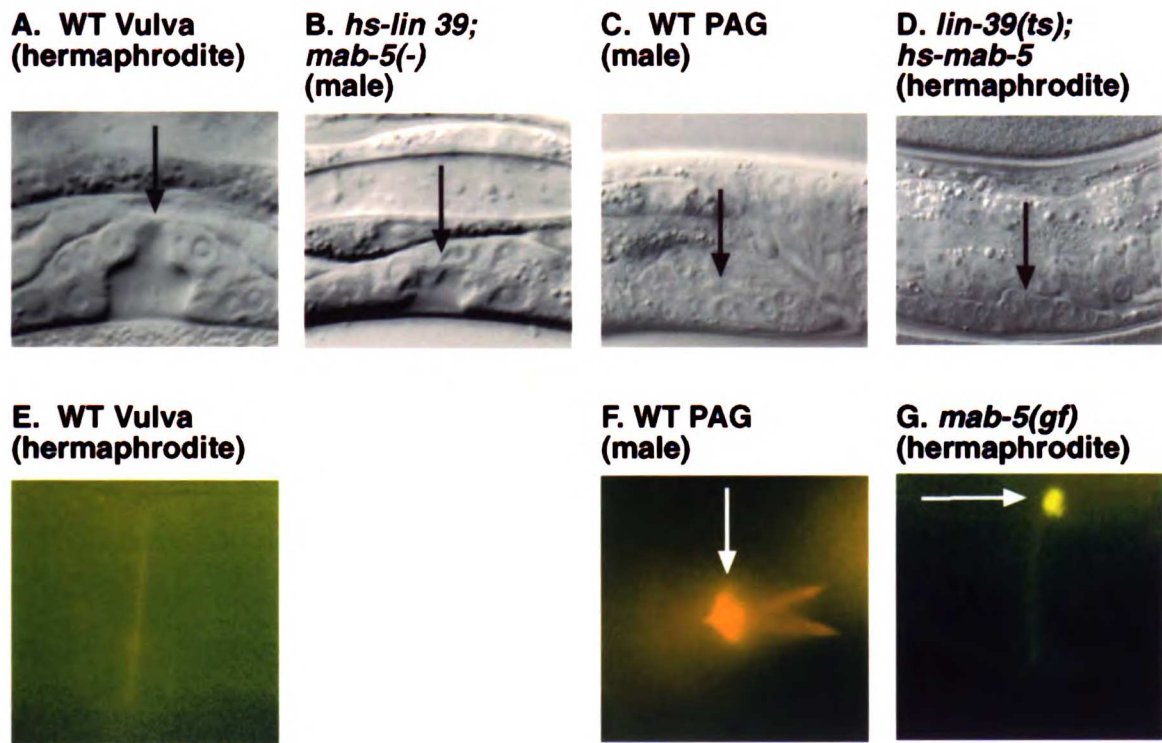 A. WT Vulva
(hermaphrodite)
B. hs-lin 39;
mab-5(-)
(male)
C. WT PAG
(male)
D. lin-39(ts);
hs-mab-5
(hermaphrodite)
E. WT Vulva
(hermaphrodite)
F. WT PAG
(male)
G. mab-5(gf)
(hermaphrodite)